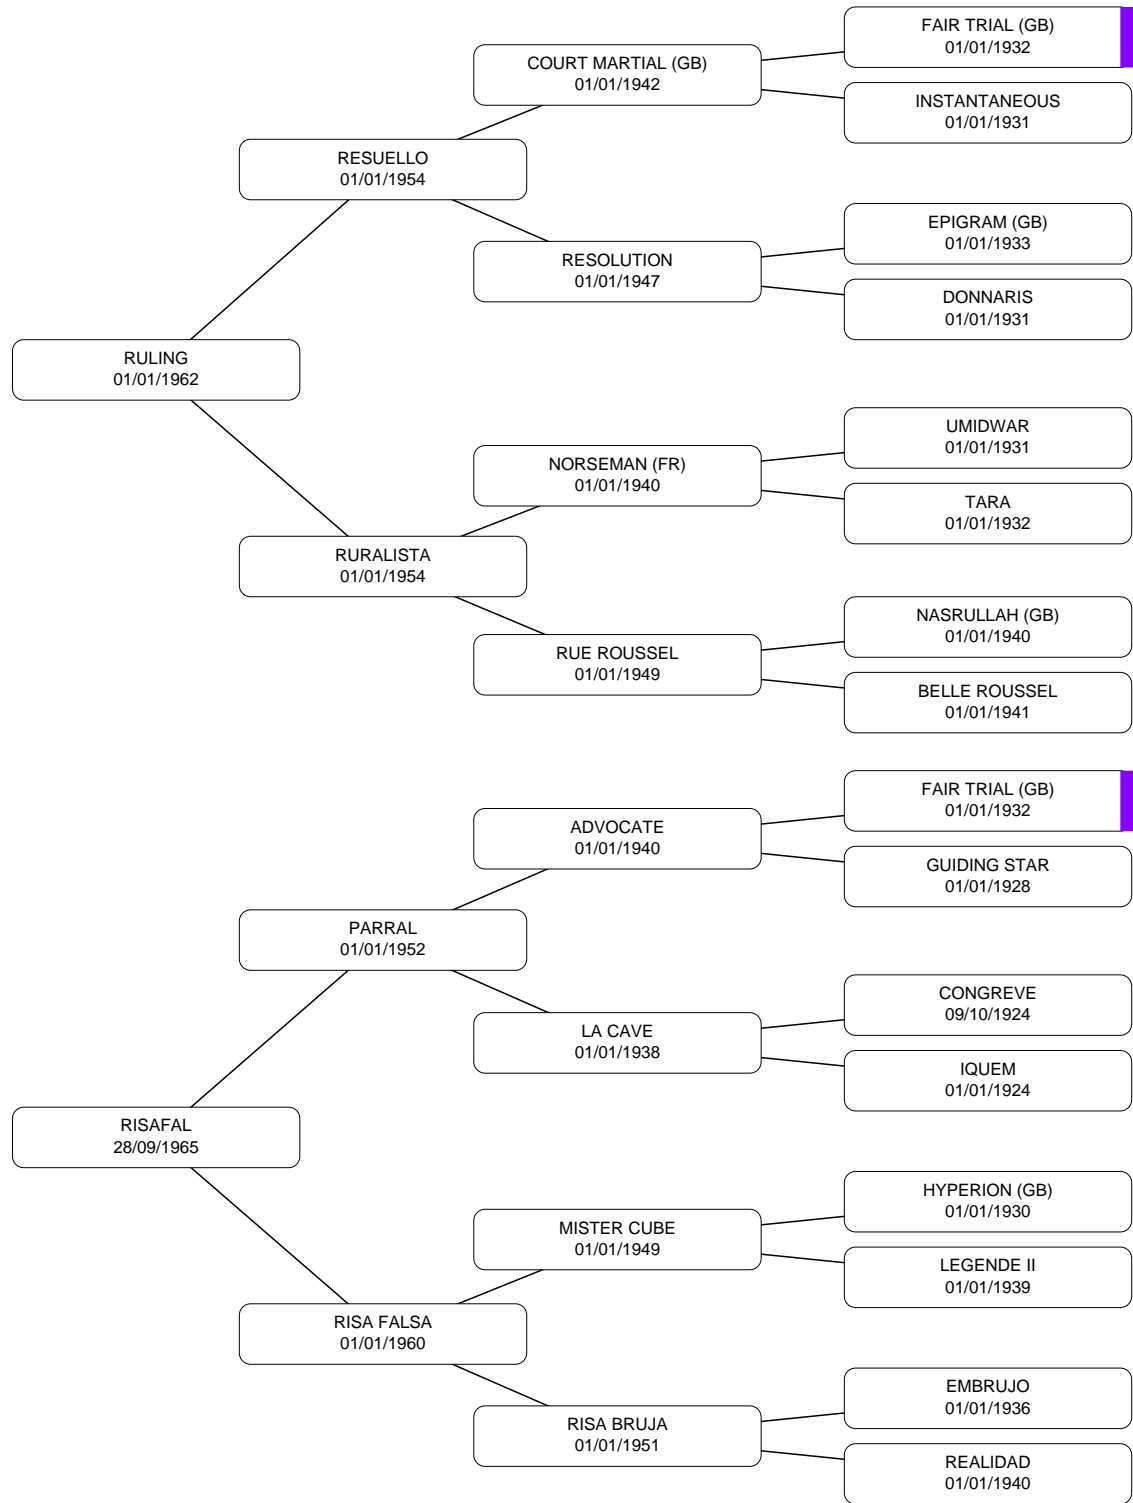 FAIR TRIAL (GB)
01/01/1932
COURT MARTIAL (GB)
01/01/1942
INSTANTANEOUS
01/01/1931
RESUELLO
01/01/1954
EPIGRAM (GB)
01/01/1933
RESOLUTION
01/01/1947
DONNARIS
01/01/1931
RULING
01/01/1962
UMIDWAR
01/01/1931
NORSEMAN (FR)
01/01/1940
TARA
01/01/1932
RURALISTA
01/01/1954
NASRULLAH (GB)
01/01/1940
RUE ROUSSEL
01/01/1949
BELLE ROUSSEL
01/01/1941
FAIR TRIAL (GB)
01/01/1932
ADVOCATE
01/01/1940
GUIDING STAR
01/01/1928
PARRAL
01/01/1952
CONGREVE
09/10/1924
LA CAVE
01/01/1938
IQUEM
01/01/1924
RISAFAL
28/09/1965
HYPERION (GB)
01/01/1930
MISTER CUBE
01/01/1949
LEGENDE II
01/01/1939
RISA FALSA
01/01/1960
EMBRUJO
01/01/1936
RISA BRUJA
01/01/1951
REALIDAD
01/01/1940